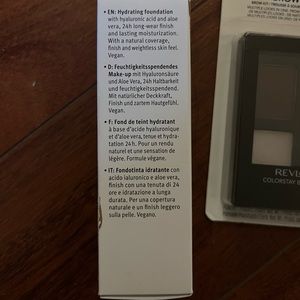 • EN: Hydrating foundation
with hyaluronic acid and aloe
vera, 24h long-wear finish
and lasting moisturization.
With a natural coverage,
finish and weightless skin feel.
Vegan.
• D: Feuchtigkeitsspendendes
Make-up mit Hyaluronsäure
und Aloe Vera, 24h Haltbarkeit
und Feuchtigkeitsspendend.
Mit natürlicher Deckkraft,
Finish und zartem Hautgefühl.
Vegan.
• F: Fond de teint hydratant
à base d'acide hyaluronique
et d'aloe vera, tenue et hydra-
tation 24h. Pour un rendu
naturel et une sensation de
légère. Formule végane.
• IT: Fondotinta idratante con
acido ialuronico e aloe vera,
finish con una tenuta di 24
ore e idratazione a lunga
durata. Per una copertura
naturale e un finish leggero
sulla pelle. Vegano.
REVL
COLORSTAY